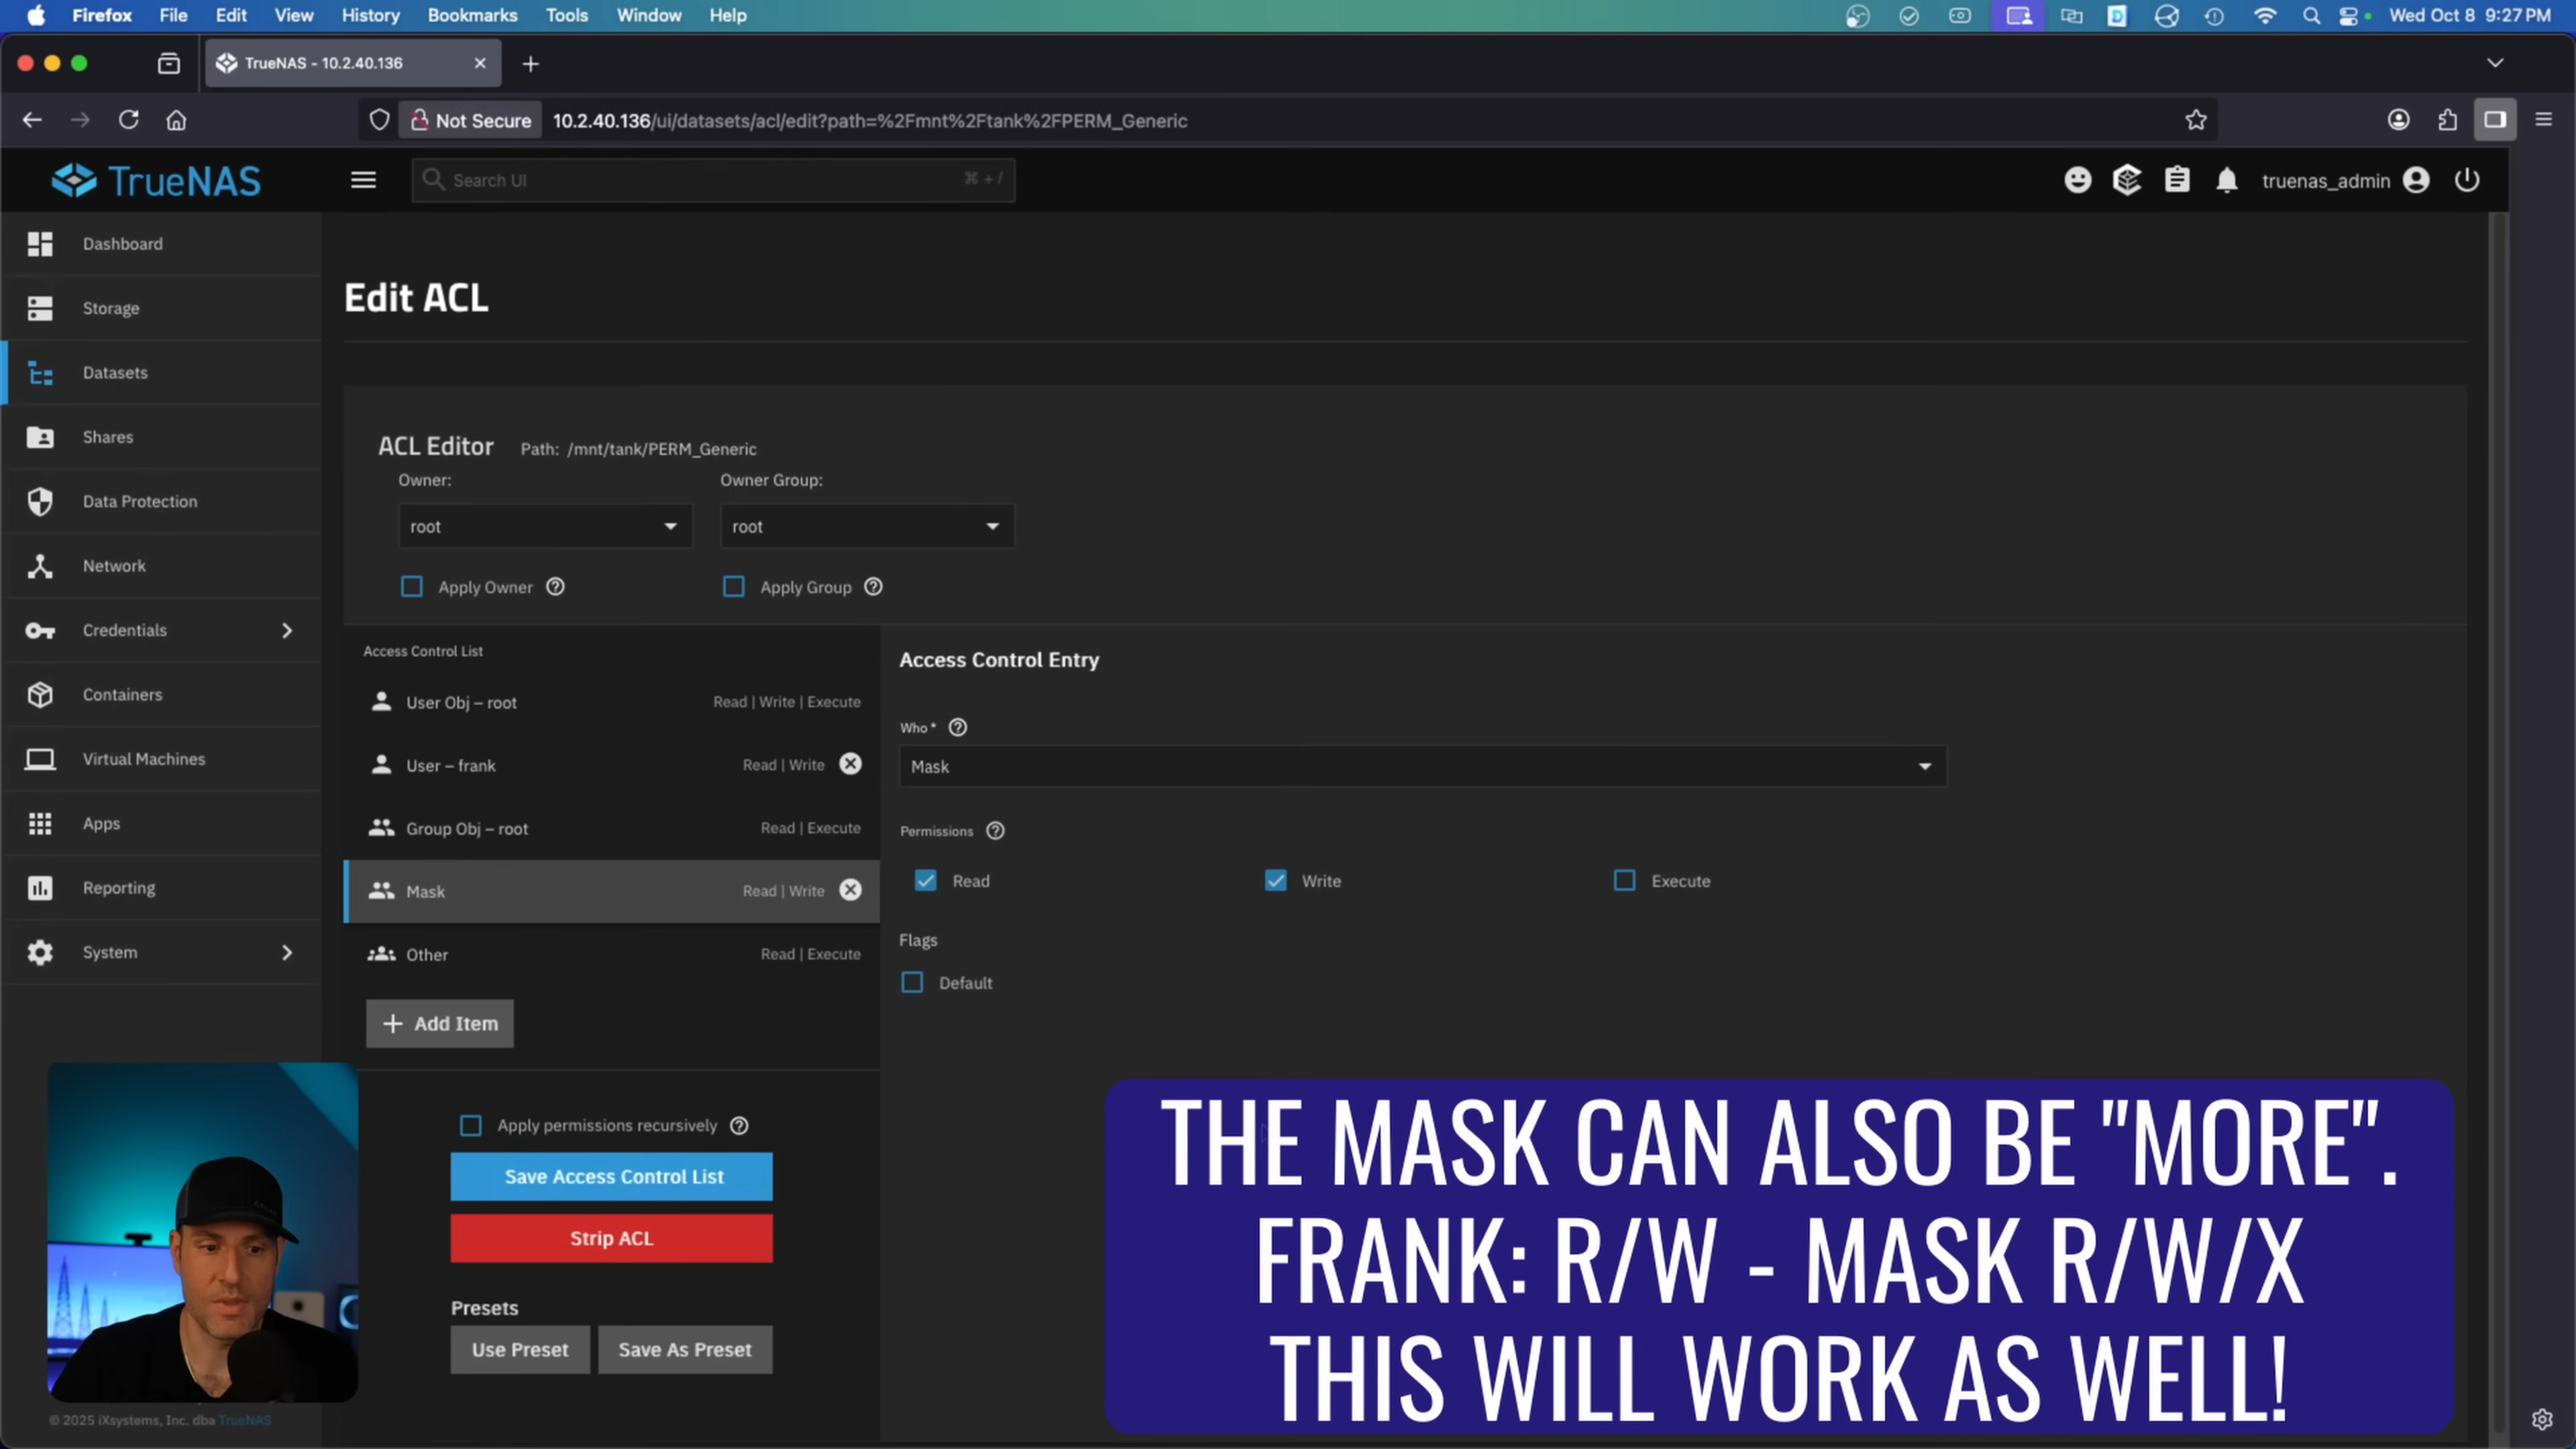 Firefox File Edit View History Bookmarks Tools Window Help Wed Oct 8 9:27 PM
TrueNAS - 10.2.40.136
Not Secure 10.2.40.136/ui/datasets/acl/edit?path=%2Fmnt%2Ftank%2FPERM_Generic
TrueNAS Search UI ⌘ + / truenas_admin
Dashboard
Storage
Datasets
Shares
Data Protection
Network
Credentials
Containers
Virtual Machines
Apps
Reporting
System
Edit ACL
ACL Editor Path: /mnt/tank/PERM_Generic
Owner: Owner Group:
root root
Apply Owner Apply Group
Access Control List
User Obj – root Read | Write | Execute
User – frank Read | Write
Group Obj – root Read | Execute
Mask Read | Write
Other Read | Execute
+ Add Item
Apply permissions recursively
Save Access Control List
Strip ACL
Presets
Use Preset Save As Preset
Access Control Entry
Who *
Mask
Permissions
Read Write Execute
Flags
Default
THE MASK CAN ALSO BE "MORE".
FRANK: R/W - MASK R/W/X
THIS WILL WORK AS WELL!
© 2025 iXsystems, Inc. dba TrueNAS